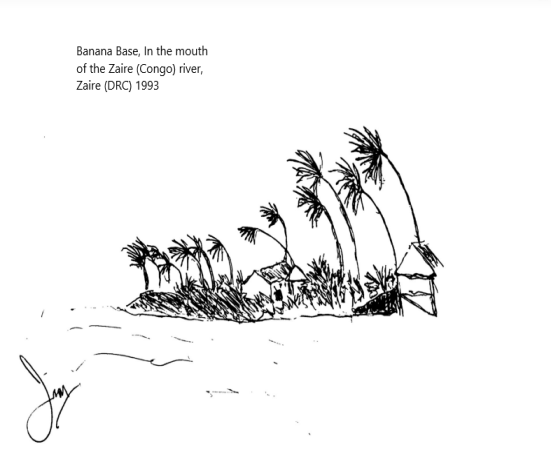 Banana Base, In the mouth
of the Zaire (Congo) river,
Zaire (DRC) 1993